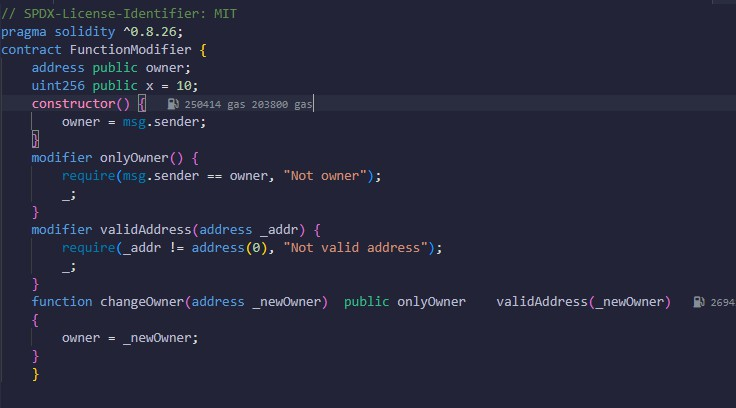 // SPDX-License-Identifier: MIT
pragma solidity ^0.8.26;
contract FunctionModifier {
    address public owner;
    uint256 public x = 10;
    constructor() {    250414 gas 203800 gas
        owner = msg.sender;
    }
    modifier onlyOwner() {
        require(msg.sender == owner, "Not owner");
        _;
    }
    modifier validAddress(address _addr) {
        require(_addr != address(0), "Not valid address");
        _;
    }
    function changeOwner(address _newOwner)  public onlyOwner    validAddress(_newOwner)    2694
    {
        owner = _newOwner;
    }
    }